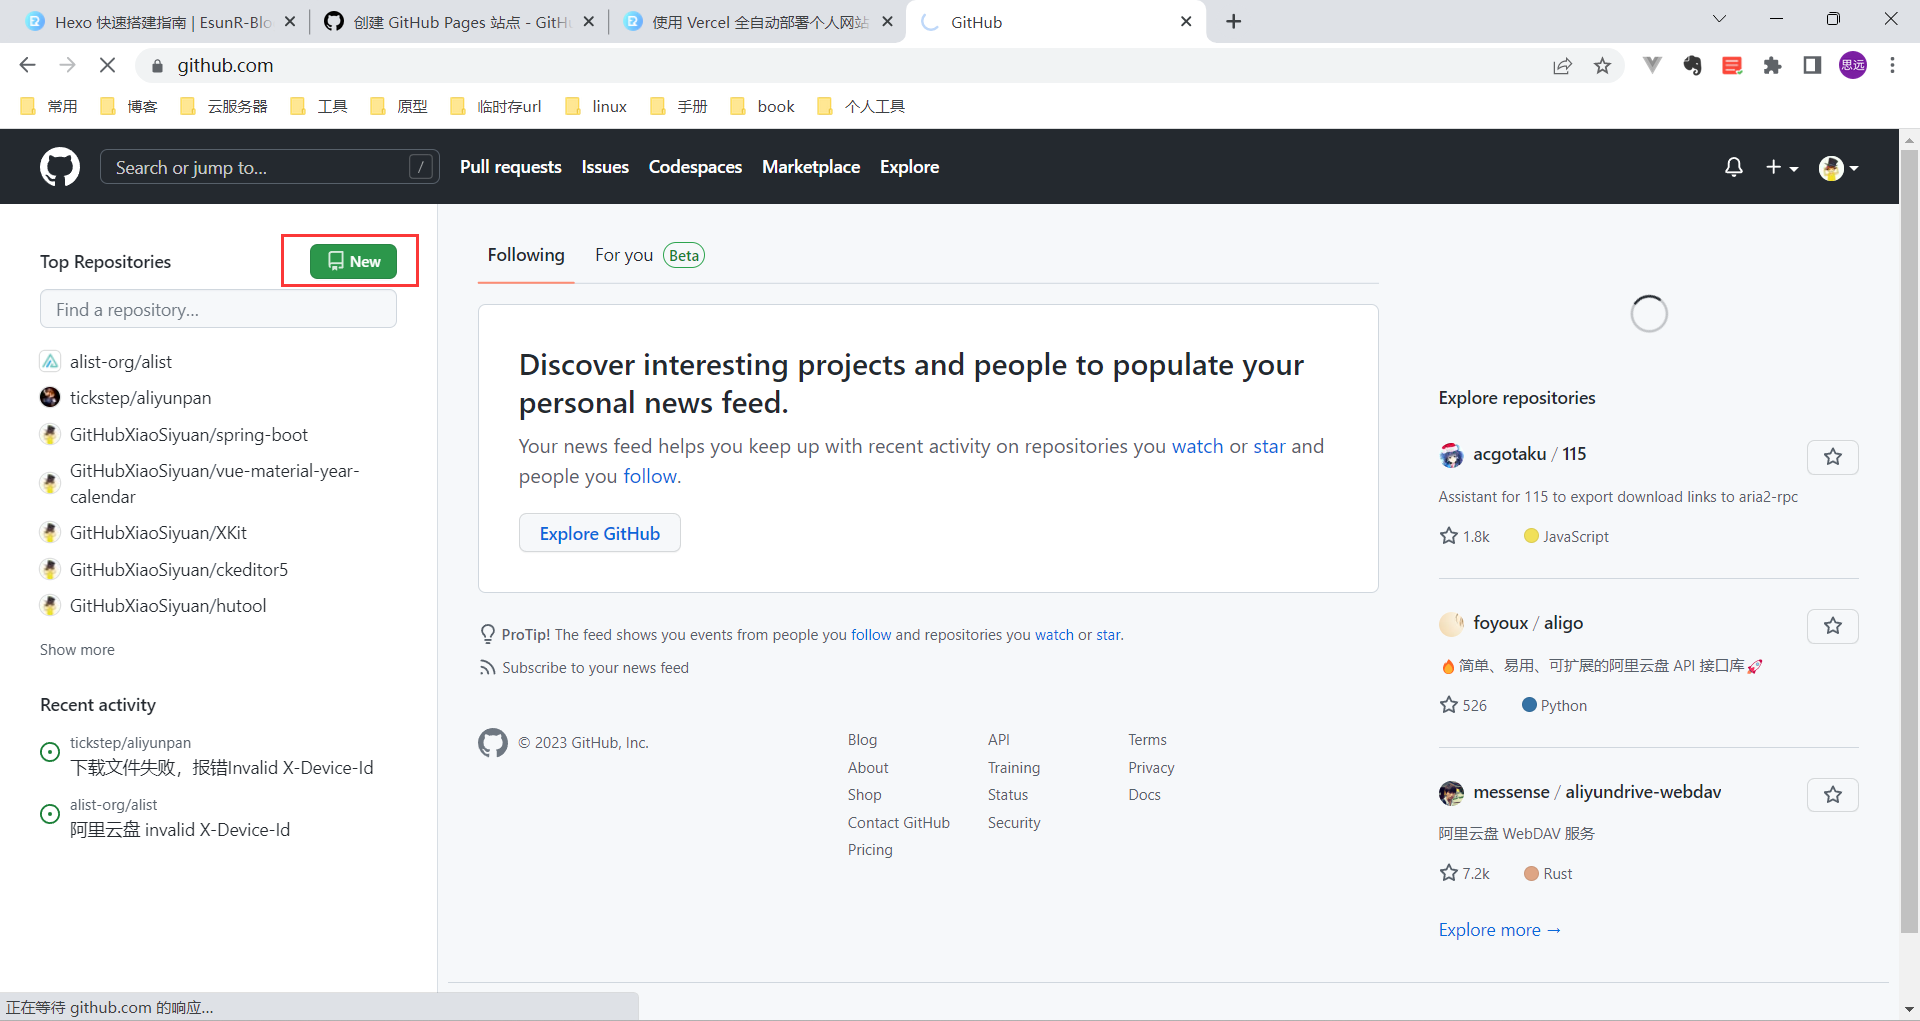 Hexo 快速搭建指南 | EsunR-Blo
创建 GitHub Pages 站点 - GitHu
使用 Vercel 全自动部署个人网站
GitHub
github.com
思远
常用
博客
云服务器
工具
原型
临时存url
linux
手册
book
个人工具
Search or jump to...
/
Pull requests
Issues
Codespaces
Marketplace
Explore
Top Repositories
New
Find a repository...
alist-org/alist
tickstep/aliyunpan
GitHubXiaoSiyuan/spring-boot
GitHubXiaoSiyuan/vue-material-year-
calendar
GitHubXiaoSiyuan/XKit
GitHubXiaoSiyuan/ckeditor5
GitHubXiaoSiyuan/hutool
Show more
Recent activity
tickstep/aliyunpan
下载文件失败，报错Invalid X-Device-Id
alist-org/alist
阿里云盘 invalid X-Device-Id
Following
For you
Beta
Discover interesting projects and people to populate your
personal news feed.
Your news feed helps you keep up with recent activity on repositories you watch or star and
people you follow.
Explore GitHub
ProTip! The feed shows you events from people you follow and repositories you watch or star.
Subscribe to your news feed
© 2023 GitHub, Inc.
Blog
About
Shop
Contact GitHub
Pricing
API
Training
Status
Security
Terms
Privacy
Docs
Explore repositories
acgotaku / 115
Assistant for 115 to export download links to aria2-rpc
1.8k
JavaScript
foyoux / aligo
🔥简单、易用、可扩展的阿里云盘 API 接口库🚀
526
Python
messense / aliyundrive-webdav
阿里云盘 WebDAV 服务
7.2k
Rust
Explore more →
正在等待 github.com 的响应...